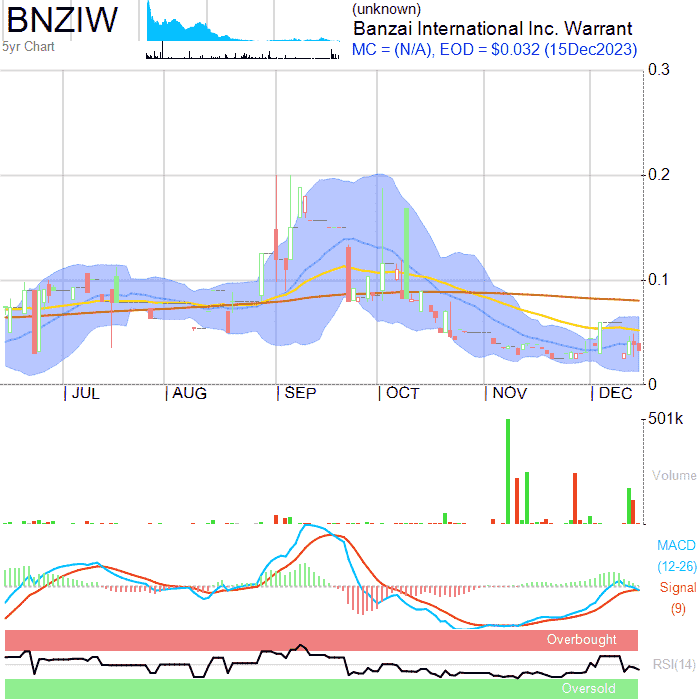 BNZIW
5yr Chart
(unknown)
Banzai International Inc. Warrant
MC = (N/A), EOD = $0.032 (15Dec2023)
0.3
0.2
0.1
0
JUL
AUG
SEP
OCT
NOV
DEC
501k
Volume
MACD
(12-26)
Signal
(9)
Overbought
RSI(14)
Oversold